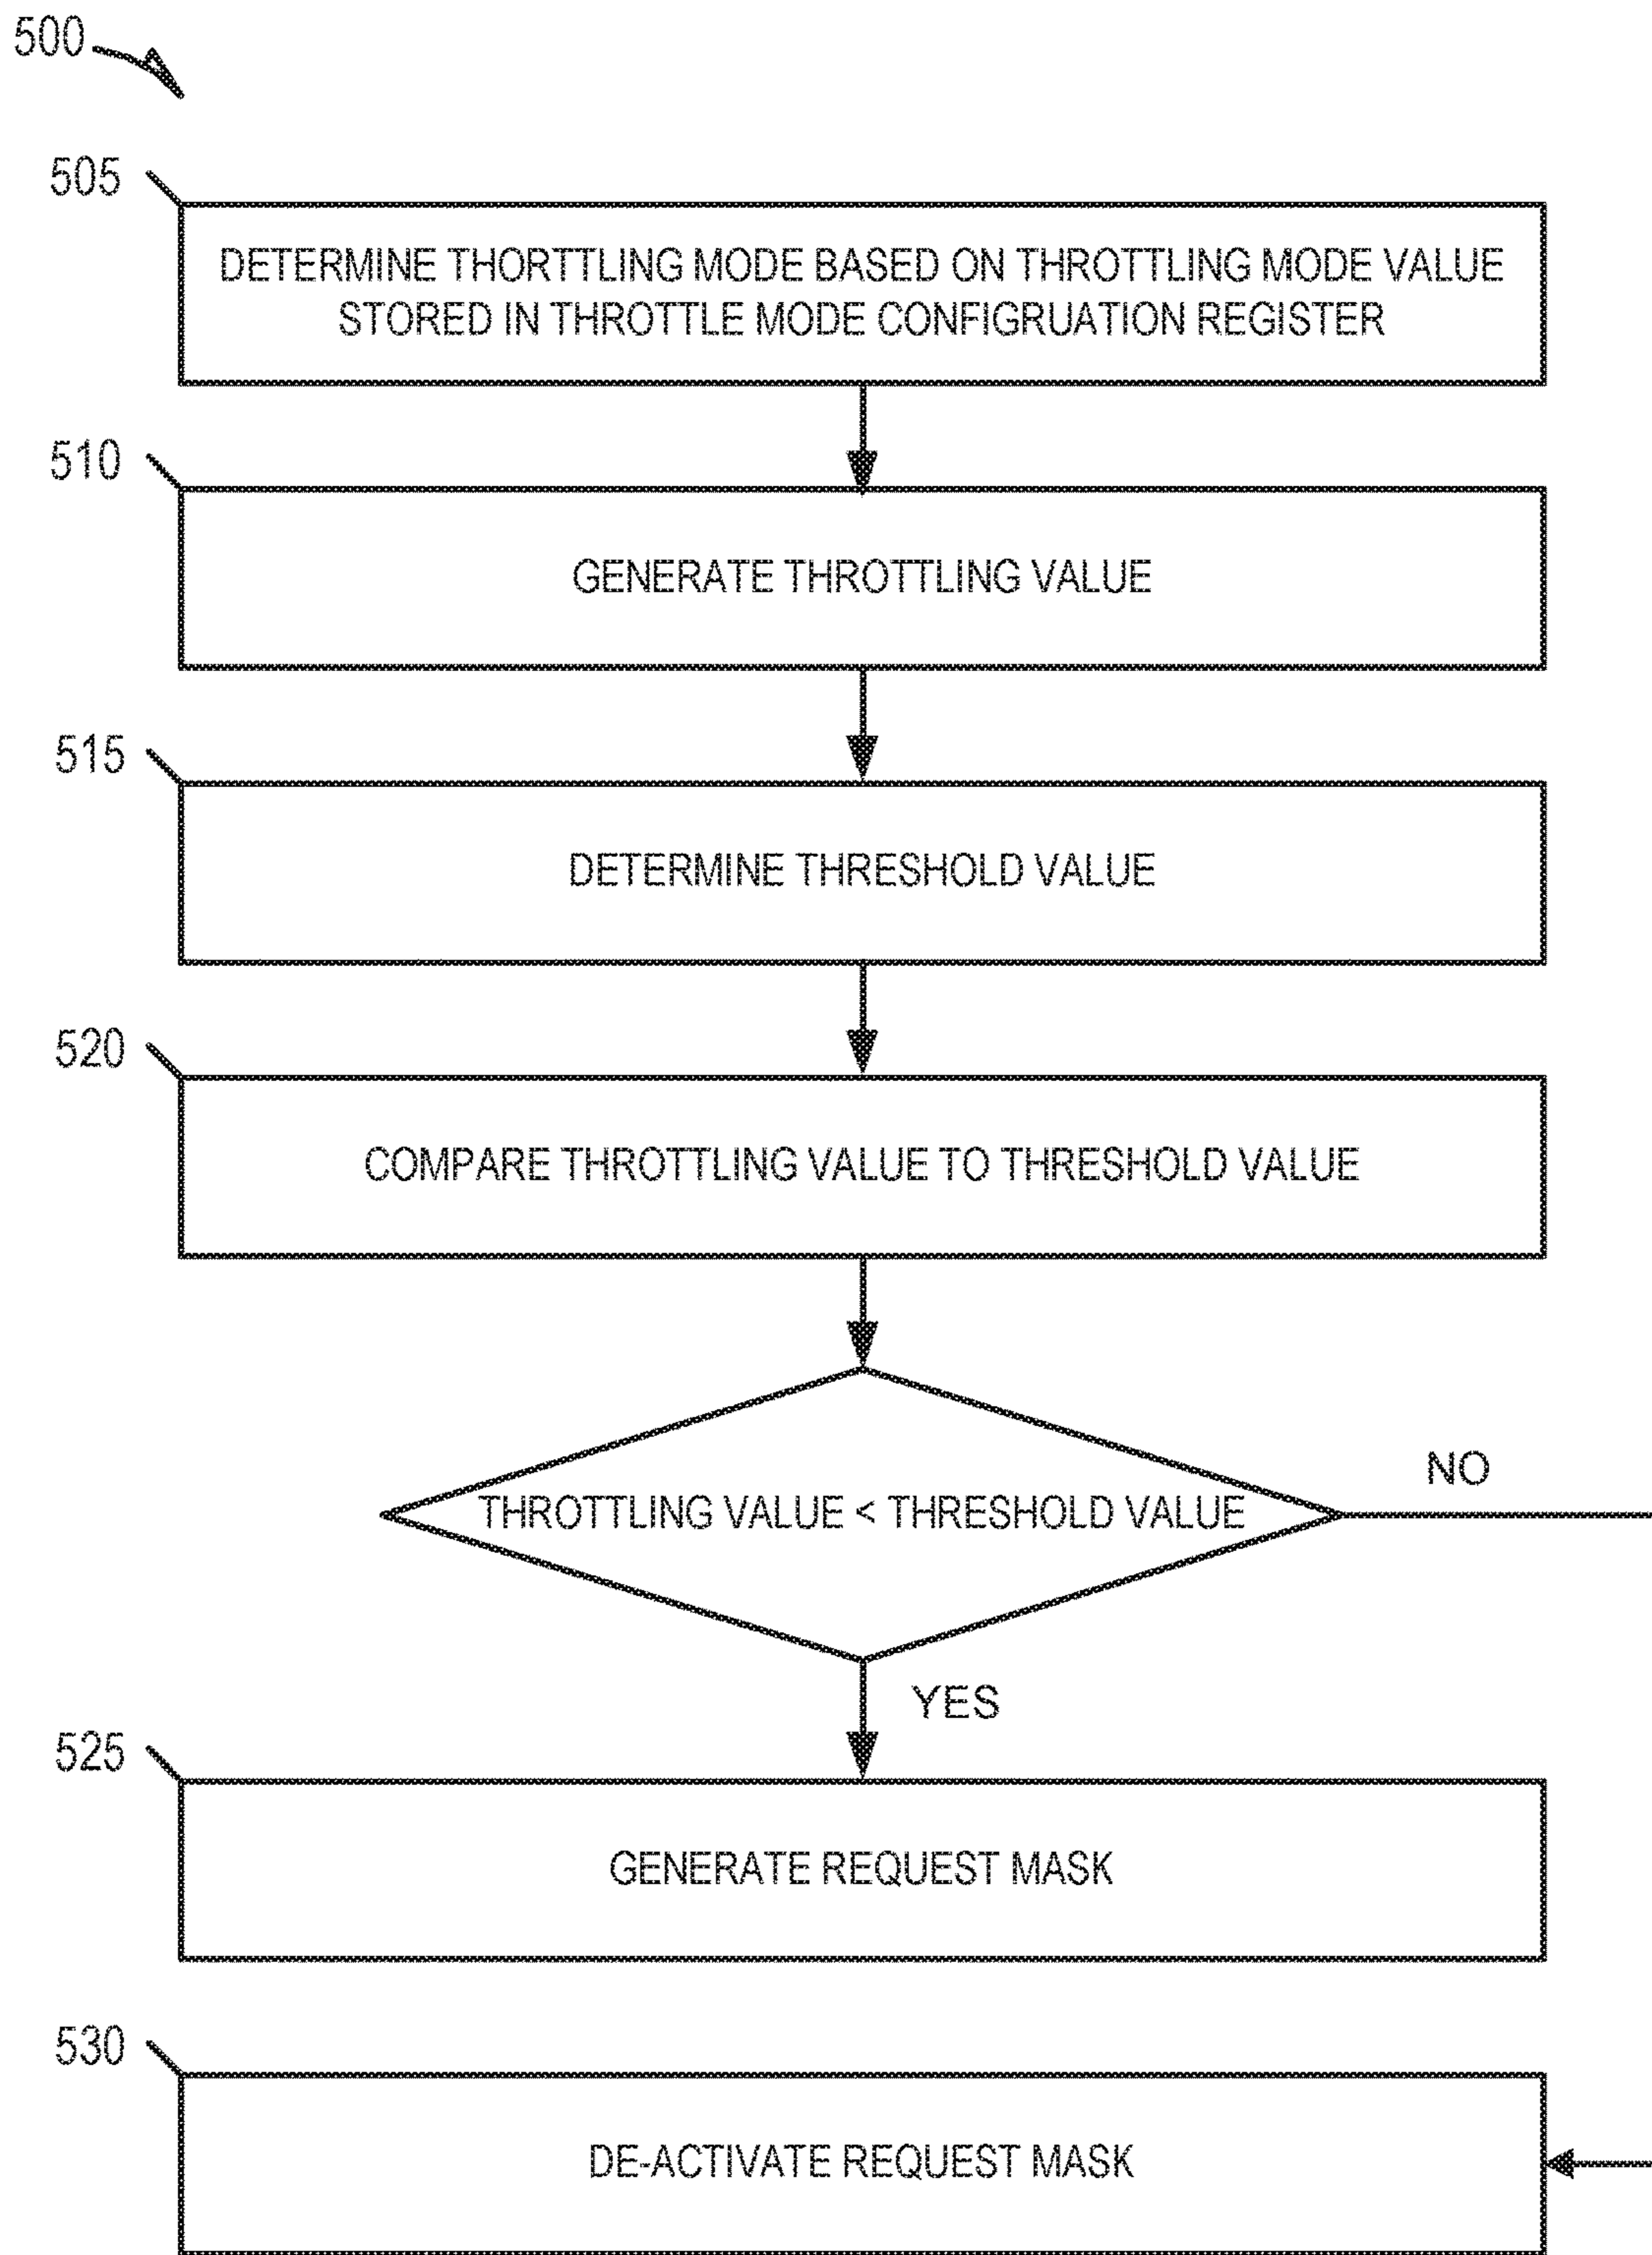 500
505
DETERMINE THORTTLING MODE BASED ON THROTTLING MODE VALUE
STORED IN THROTTLE MODE CONFIGRUATION REGISTER
510
GENERATE THROTTLING VALUE
515
DETERMINE THRESHOLD VALUE
520
COMPARE THROTTLING VALUE TO THRESHOLD VALUE
THROTTLING VALUE < THRESHOLD VALUE
NO
YES
525
GENERATE REQUEST MASK
530
DE-ACTIVATE REQUEST MASK